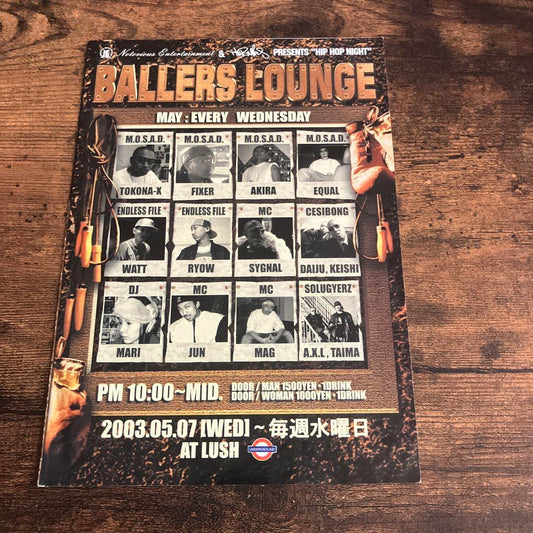 Notorious Entertainment & PRESENTS "HIP HOP NIGHT"
BALLERS LOUNGE
MAY : EVERY WEDNESDAY
M.O.S.A.D. M.O.S.A.D. M.O.S.A.D. M.O.S.A.D.
TOKONA-X FIXER AKIRA EQUAL
ENDLESS FILE ENDLESS FILE MC CESIBONG
WATT RYOW SYGNAL DAIJU, KEISHI
DJ MC MC SOLUGYERZ
MARI JUN MAG A.X.L, TAIMA
PM 10:00~MID. DOOR / MAN 1500YEN・1DRINK
DOOR / WOMAN 1000YEN・1DRINK
2003.05.07 [WED] ~毎週水曜日
AT LUSH UNDERGROUND